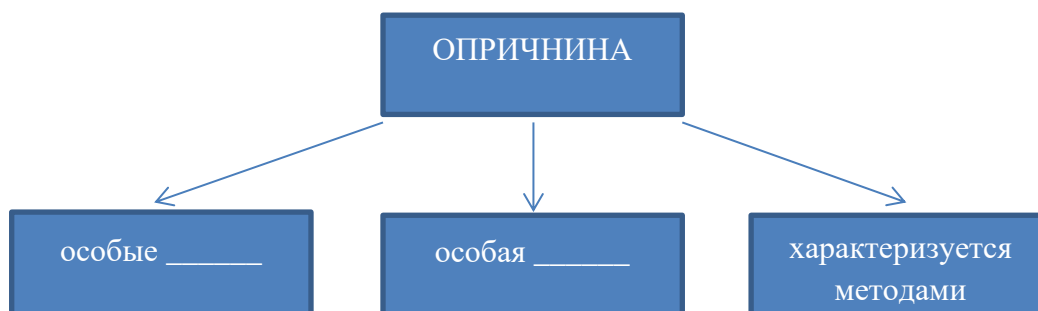 ОПРИЧНИНА
особые ______
особая ______
характеризуется
методами